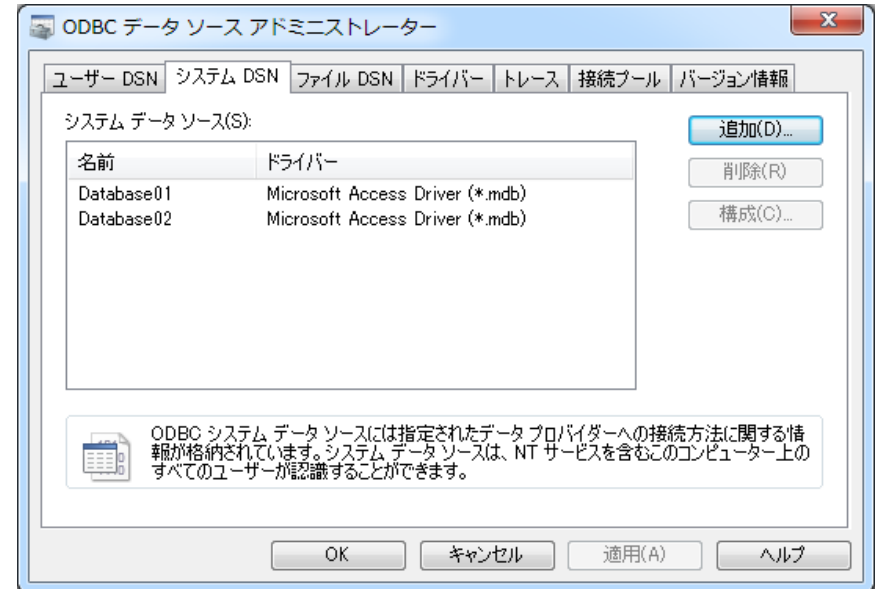 ODBC データ ソース アドミニストレーター
ユーザー DSN システム DSN ファイル DSN ドライバー トレース 接続プール バージョン情報
システム データ ソース(S):
名前 ドライバー
Database01 Microsoft Access Driver (*.mdb)
Database02 Microsoft Access Driver (*.mdb)
追加(D)...
削除(R)
構成(C)...
ODBC システム データ ソースには指定されたデータ プロバイダーへの接続方法に関する情
報が格納されています。システム データ ソースは、NT サービスを含むこのコンピューター上の
すべてのユーザーが認識することができます。
OK キャンセル 適用(A) ヘルプ